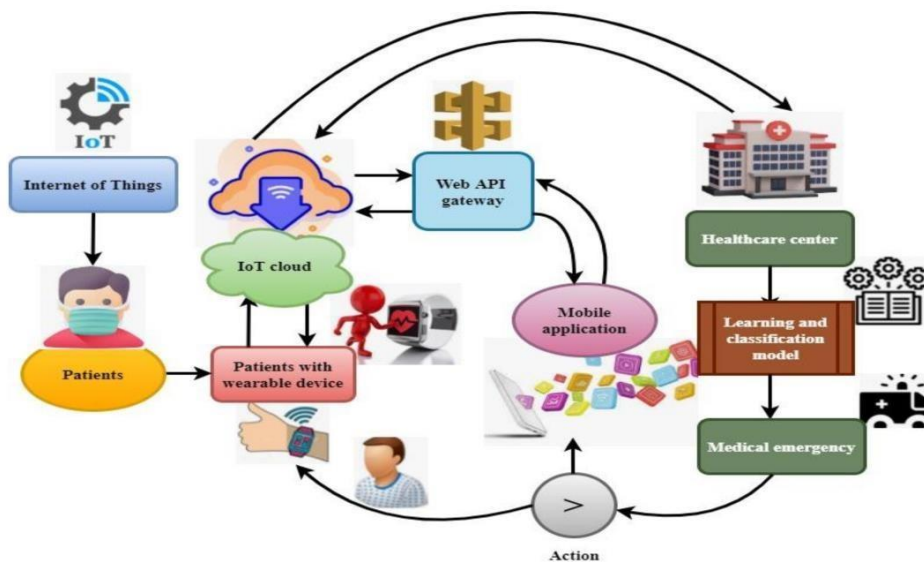 IoT
Internet of Things
Patients
IoT cloud
Patients with
wearable device
Web API
gateway
Mobile
application
Healthcare center
Learning and
classification
model
Medical emergency
>
Action